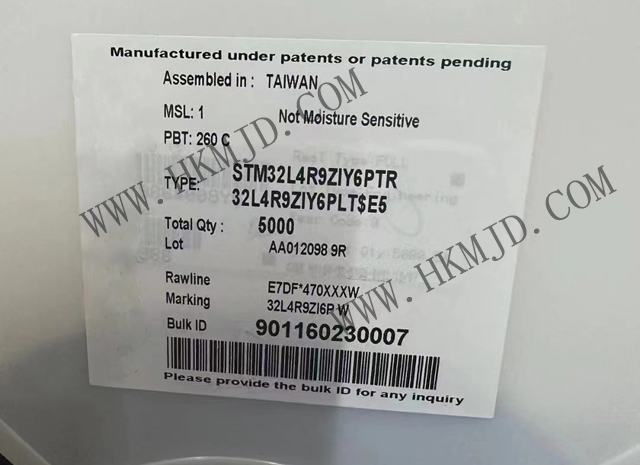 Manufactured under patents or patents pending
Assembled in : TAIWAN
MSL: 1 Not Moisture Sensitive
PBT: 260 C
TYPE: STM32L4R9ZIY6PTR
32L4R9ZIY6PLT$E5
Total Qty : 5000
Lot AA012098 9R
Rawline E7DF*470XXXW
Marking 32L4R9ZI6P W
Bulk ID 901160230007
Please provide the bulk ID for any inquiry
WWW.HKMJD.COM
WWW.HKMJD.COM